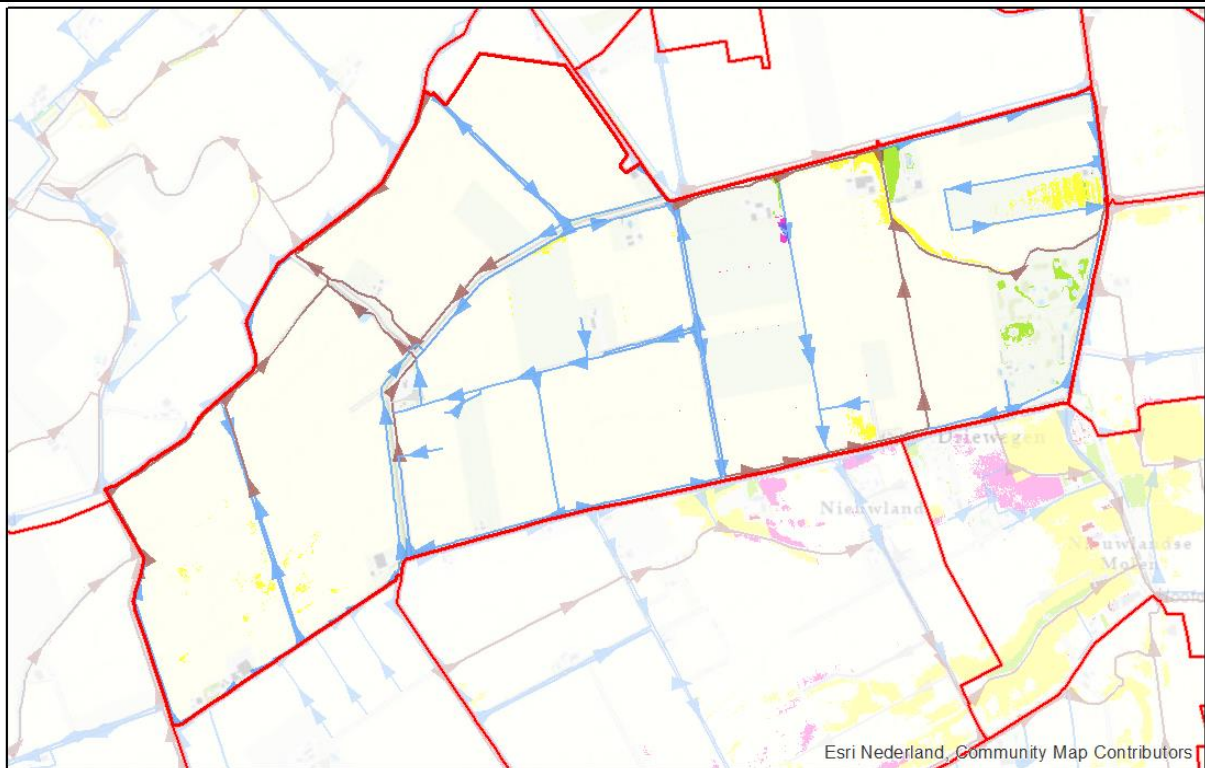 Driewegen
Nieuwland
Nieuwlandse
Molen
Esri Nederland, Community Map Contributors